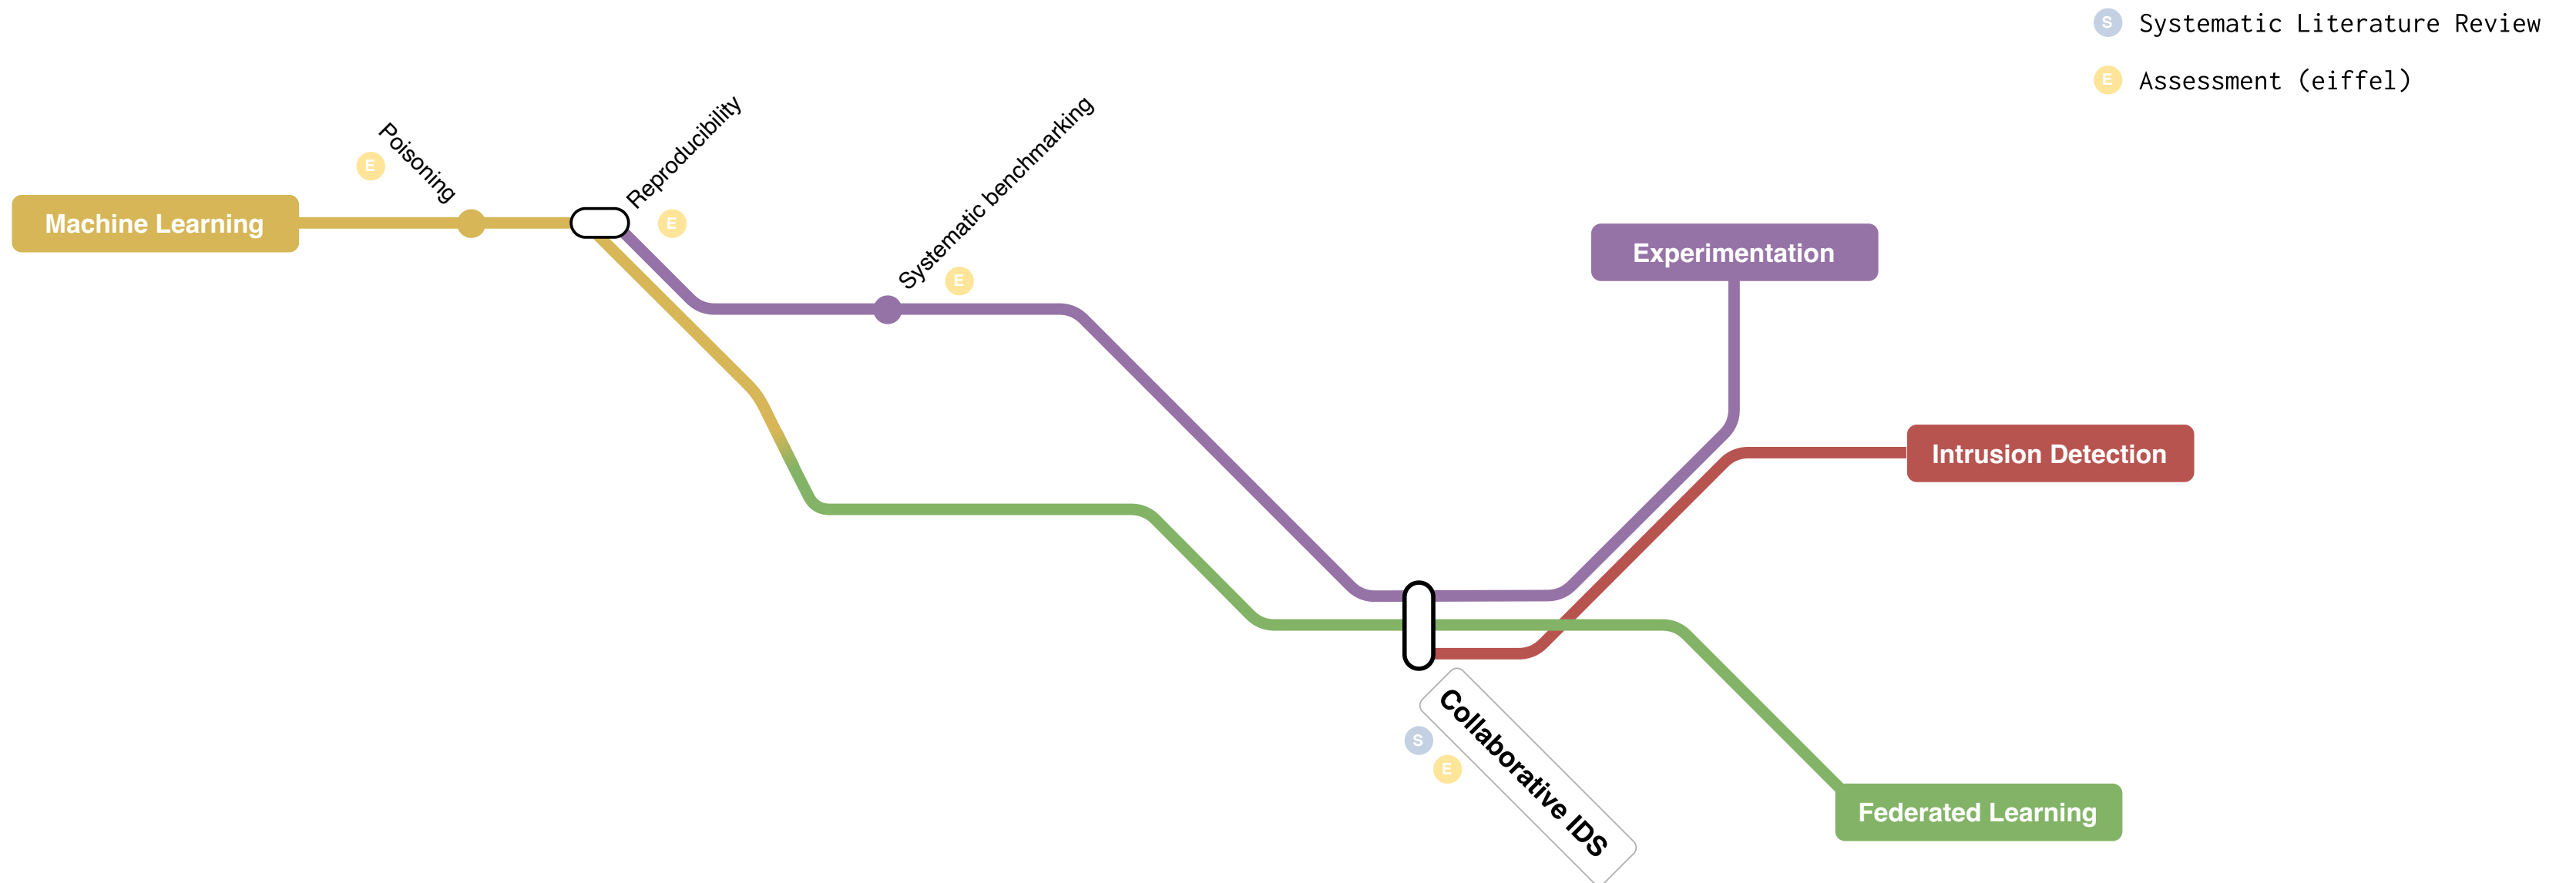 S Systematic Literature Review
E Assessment (eiffel)
Poisoning
E
Reproducibility
E
Systematic benchmarking
E
Machine Learning
Experimentation
Intrusion Detection
Collaborative IDS
S
E
Federated Learning